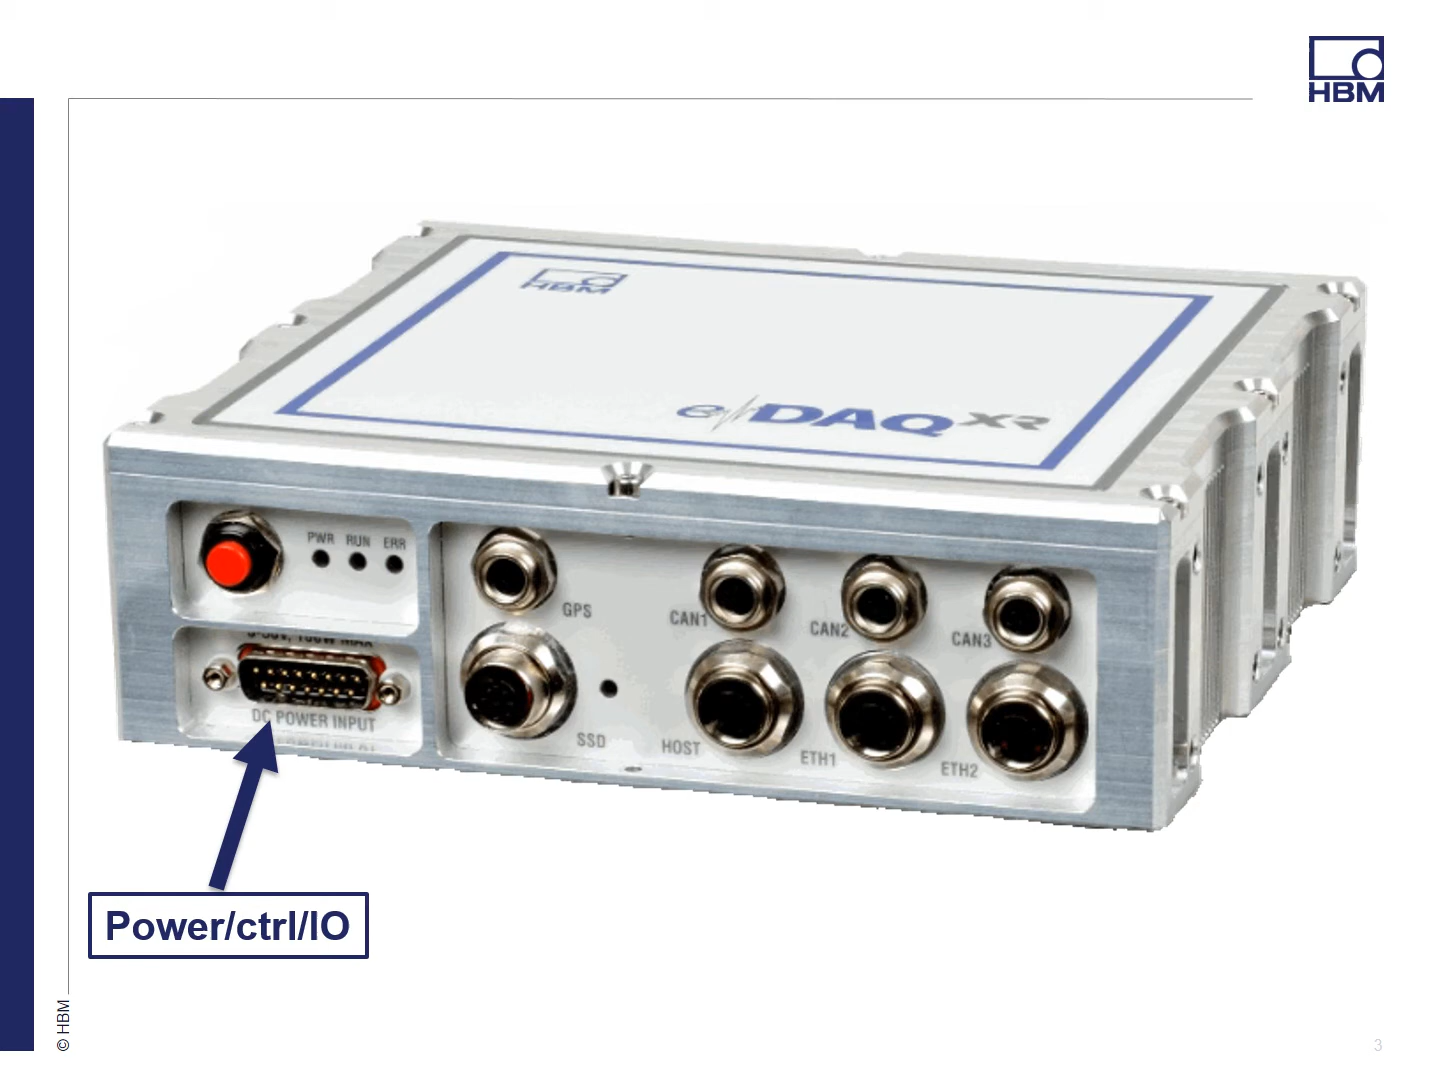 HBM
HBM
e DAQ XR
PWR RUN ERR
GPS
CAN1
CAN2
CAN3
DC POWER INPUT
SSD
HOST
ETH1
ETH2
Power/ctrl/IO
© HBM
3